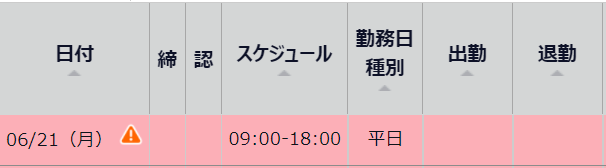 日付 締 認 スケジュール 勤務日種別 出勤 退勤
06/21（月） 09:00-18:00 平日